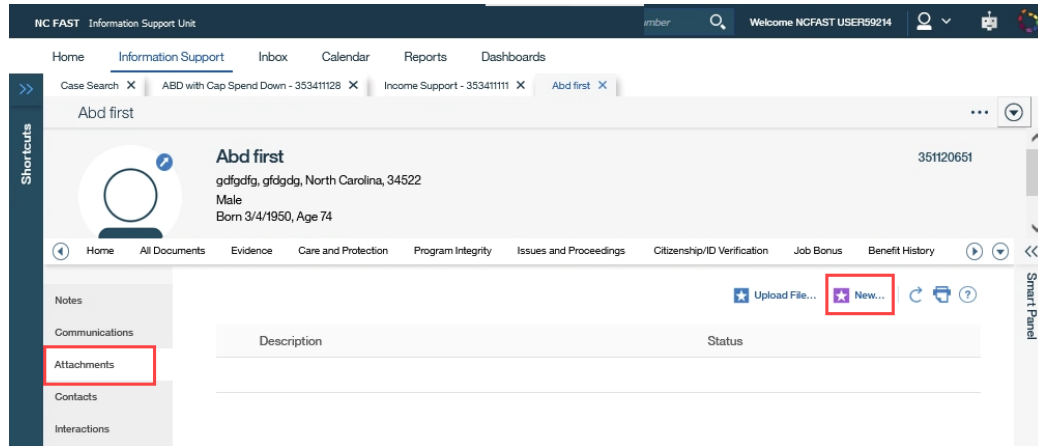 NC FAST Information Support Unit
Welcome NCFAST USER59214
Home Information Support Inbox Calendar Reports Dashboards
Case Search X ABD with Cap Spend Down - 353411128 X Income Support - 353411111 X Abd first X
Shortcuts
Abd first
Abd first
351120651
gdfgdfg, gfdgdg, North Carolina, 34522
Male
Born 3/4/1950, Age 74
Home All Documents Evidence Care and Protection Program Integrity Issues and Proceedings Citizenship/ID Verification Job Bonus Benefit History
Smart Panel
Notes
Communications
Attachments
Contacts
Interactions
Upload File... New...
Description Status